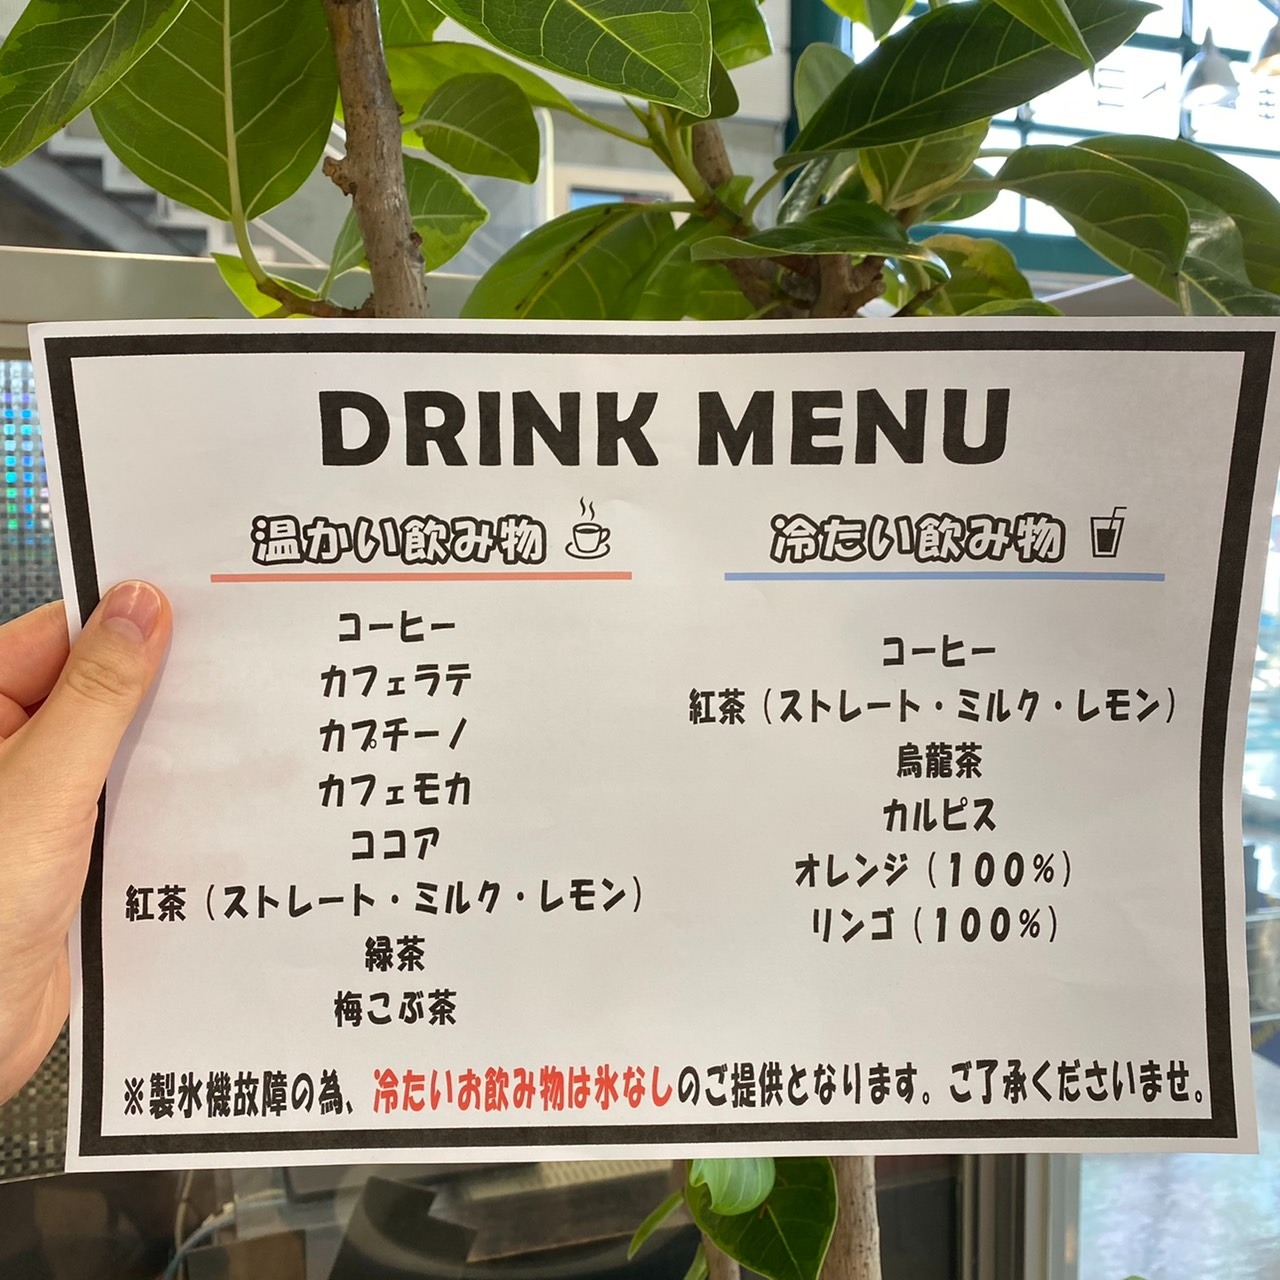 DRINK MENU
温かい飲み物
コーヒー
カフェラテ
カプチーノ
カフェモカ
ココア
紅茶（ストレート・ミルク・レモン）
緑茶
梅こぶ茶
冷たい飲み物
コーヒー
紅茶（ストレート・ミルク・レモン）
烏龍茶
カルピス
オレンジ（１００％）
リンゴ（１００％）
※製氷機故障の為、冷たいお飲み物は氷なしのご提供となります。ご了承くださいませ。